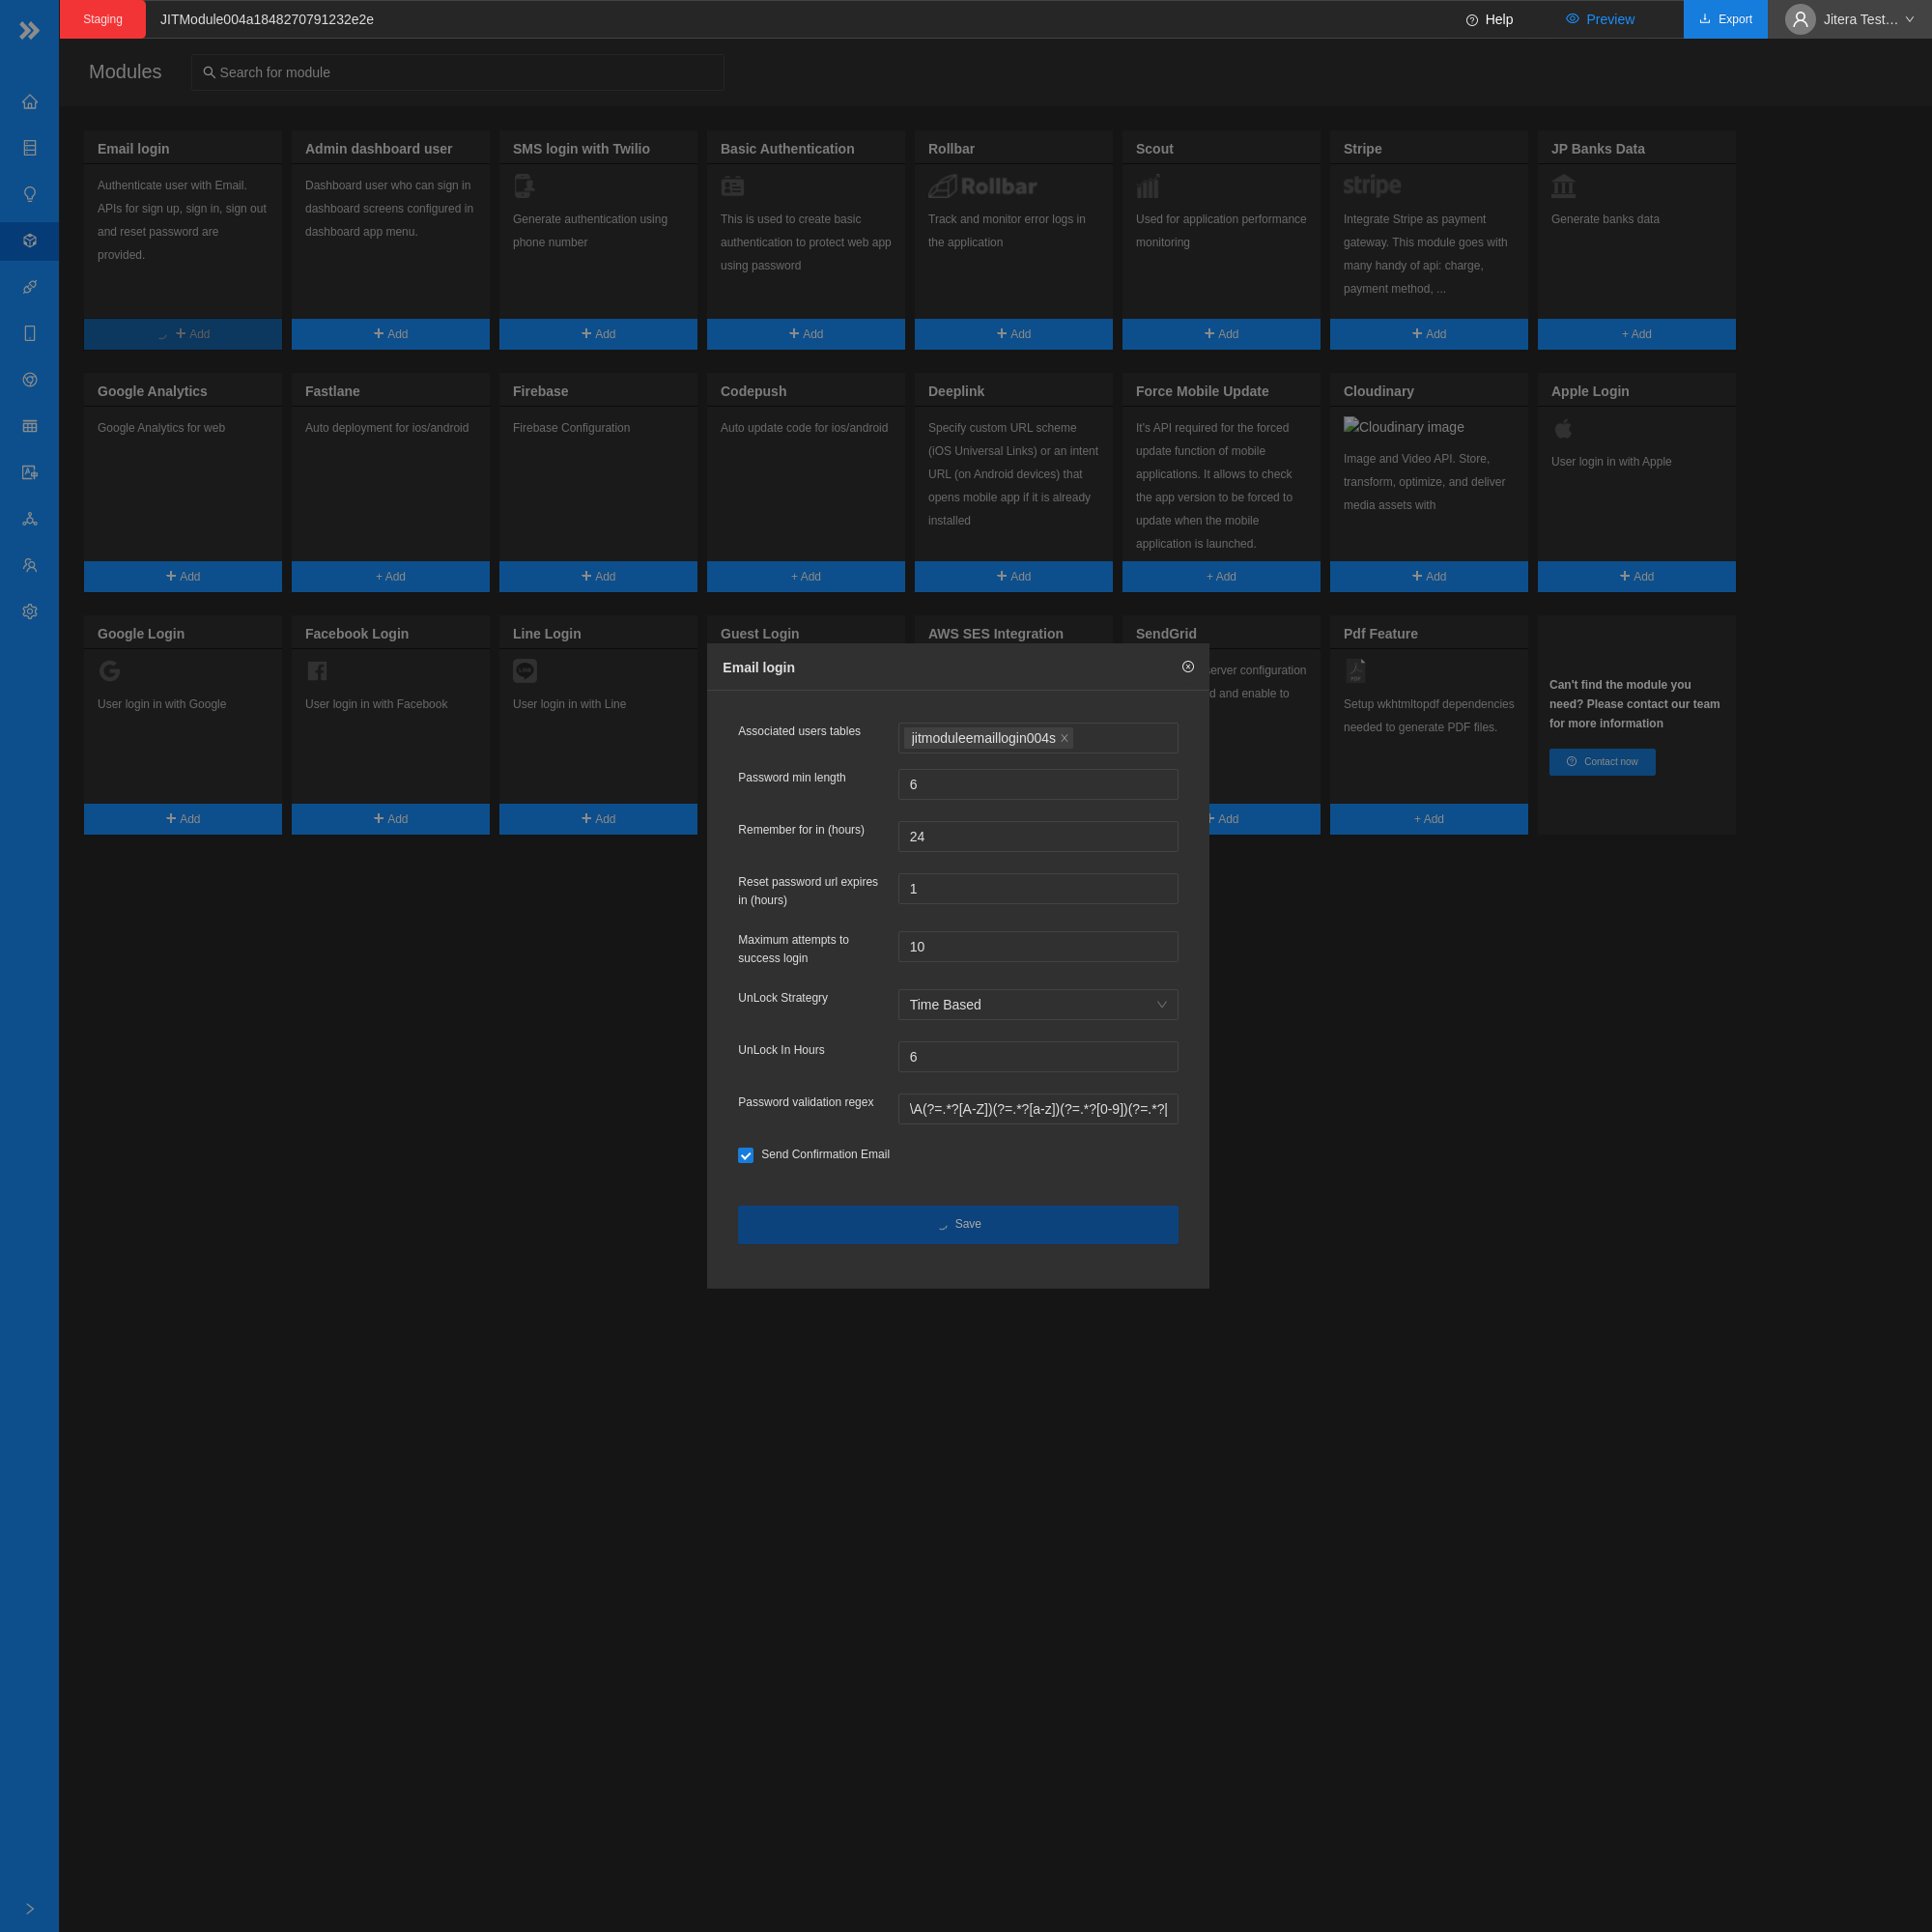 Staging
JITModule004a1848270791232e2e
Help
Preview
Export
Jitera Test…
Modules
Search for module
Email login
Authenticate user with Email.
APIs for sign up, sign in, sign out
and reset password are
provided.
Add
Admin dashboard user
Dashboard user who can sign in
dashboard screens configured in
dashboard app menu.
Add
SMS login with Twilio
Generate authentication using
phone number
Add
Basic Authentication
This is used to create basic
authentication to protect web app
using password
Add
Rollbar
Rollbar
Track and monitor error logs in
the application
Add
Scout
Used for application performance
monitoring
Add
Stripe
stripe
Integrate Stripe as payment
gateway. This module goes with
many handy of api: charge,
payment method, ...
Add
JP Banks Data
Generate banks data
+ Add
Google Analytics
Google Analytics for web
Add
Fastlane
Auto deployment for ios/android
+ Add
Firebase
Firebase Configuration
Add
Codepush
Auto update code for ios/android
+ Add
Deeplink
Specify custom URL scheme
(iOS Universal Links) or an intent
URL (on Android devices) that
opens mobile app if it is already
installed
Add
Force Mobile Update
It's API required for the forced
update function of mobile
applications. It allows to check
the app version to be forced to
update when the mobile
application is launched.
+ Add
Cloudinary
Cloudinary image
Image and Video API. Store,
transform, optimize, and deliver
media assets with
Add
Apple Login
User login in with Apple
Add
Google Login
User login in with Google
Add
Facebook Login
User login in with Facebook
Add
Line Login
LINE
User login in with Line
Add
Guest Login
AWS SES Integration
SendGrid
server configuration
d and enable to
Add
Pdf Feature
PDF
Setup wkhtmltopdf dependencies
needed to generate PDF files.
+ Add
Can't find the module you
need? Please contact our team
for more information
Contact now
Email login
Associated users tables
jitmoduleemaillogin004s
Password min length
6
Remember for in (hours)
24
Reset password url expires
in (hours)
1
Maximum attempts to
success login
10
UnLock Strategry
Time Based
UnLock In Hours
6
Password validation regex
\A(?=.*?[A-Z])(?=.*?[a-z])(?=.*?[0-9])(?=.*?[
Send Confirmation Email
Save